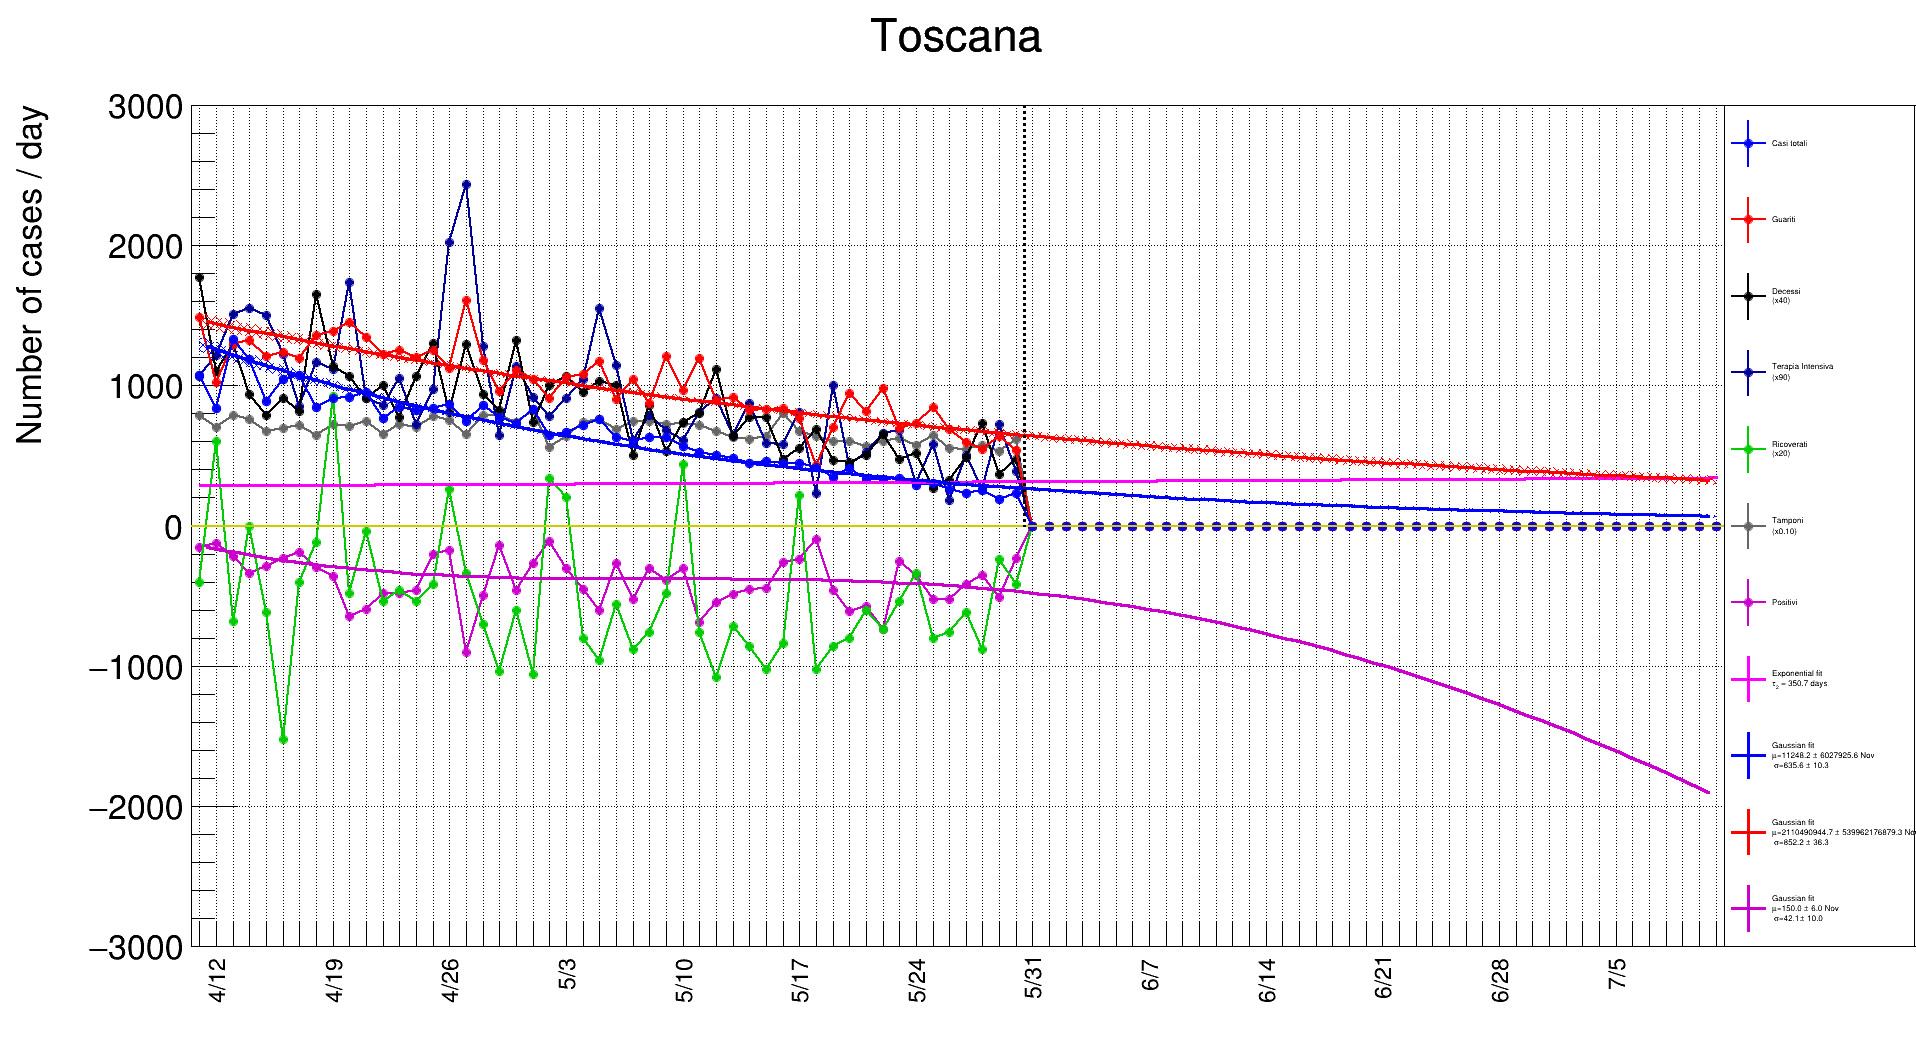 Toscana
Number of cases / day
3000
2000
1000
0
−1000
−2000
−3000
4/12
4/19
4/26
5/3
5/10
5/17
5/24
5/31
6/7
6/14
6/21
6/28
7/5
Casi totali
Guariti
Decessi
(x40)
Terapia Intensiva
(x90)
Ricoverati
(x20)
Tamponi
(x0.10)
Positivi
Exponential fit
τ₂ = 350.7 days
Gaussian fit
μ=11248.2 ± 6027925.6 Nov
σ=635.6 ± 10.3
Gaussian fit
μ=2110490944.7 ± 539962176879.3 No
σ=852.2 ± 36.3
Gaussian fit
μ=150.0 ± 6.0 Nov
σ=42.1± 10.0